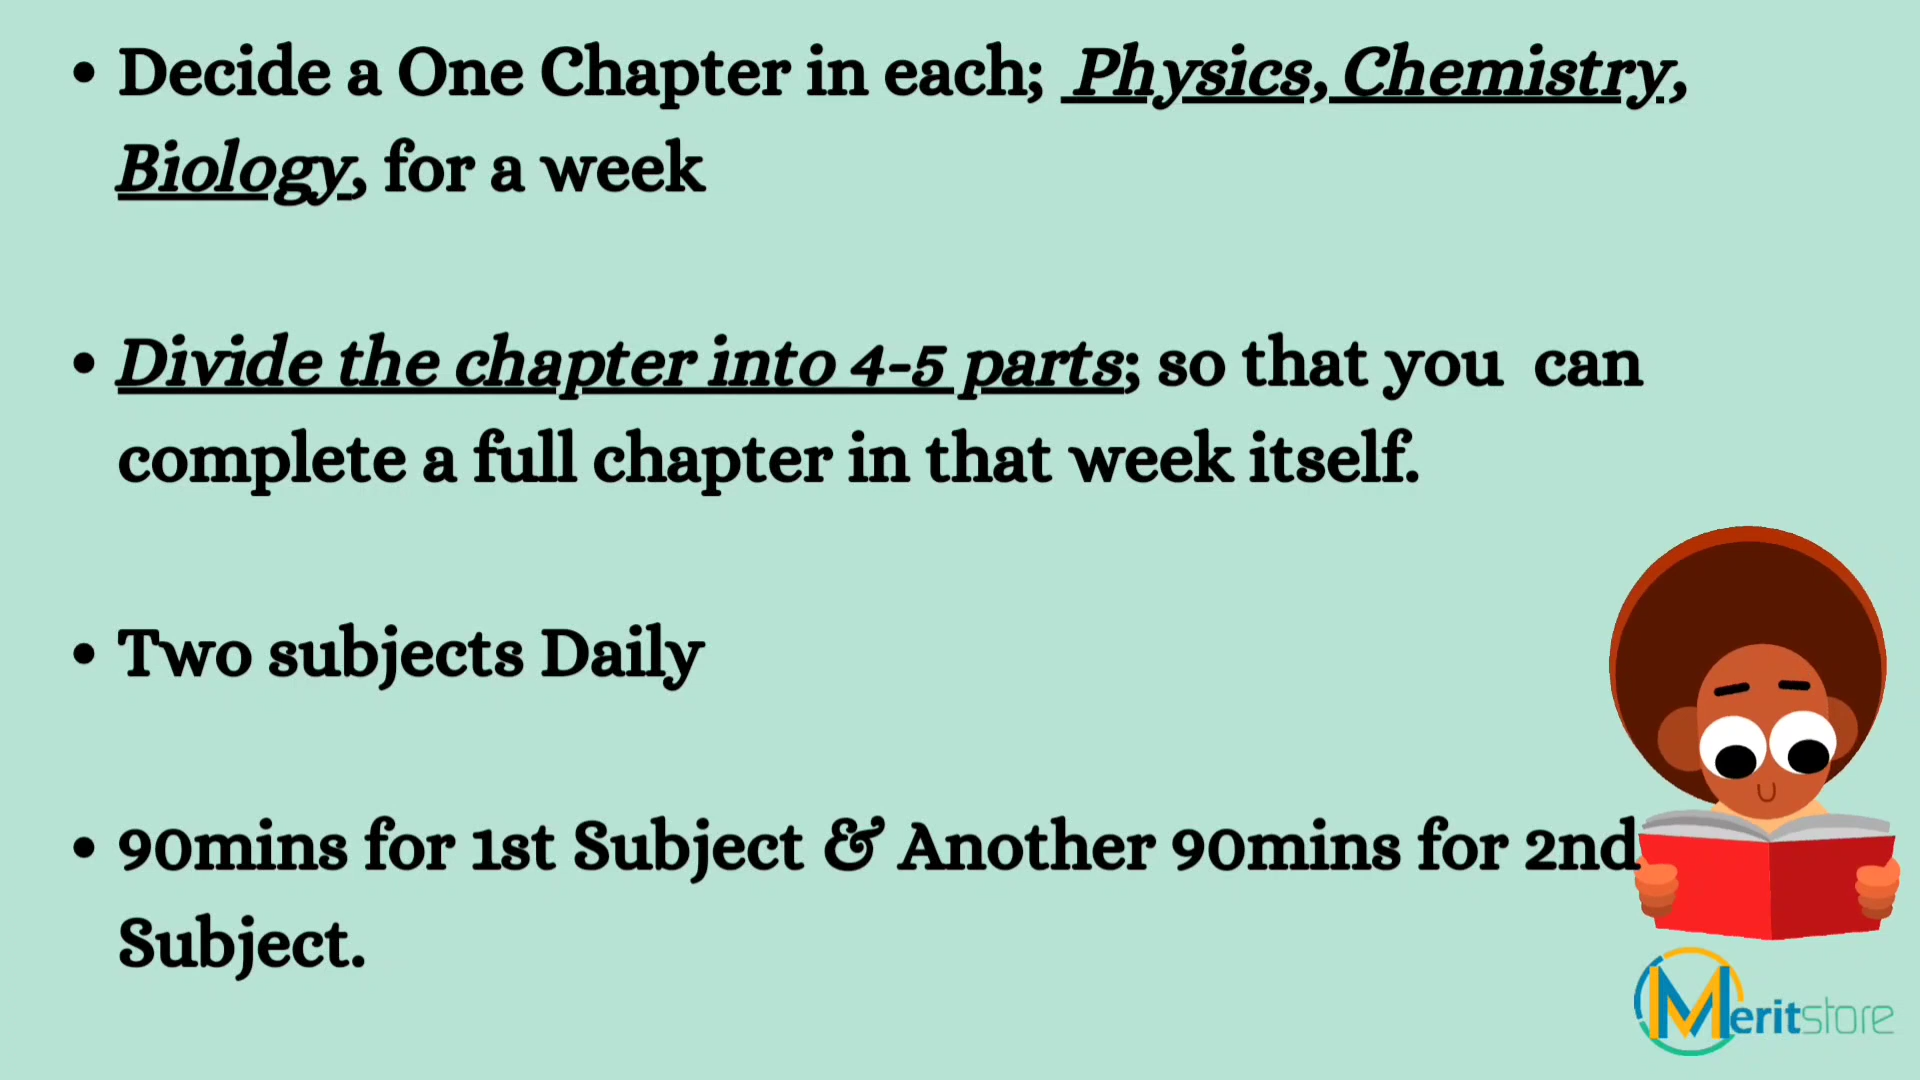 • Decide a One Chapter in each; Physics, Chemistry,
Biology, for a week
• Divide the chapter into 4-5 parts; so that you can
complete a full chapter in that week itself.
• Two subjects Daily
• 90mins for 1st Subject & Another 90mins for 2nd
Subject.
Meritstore